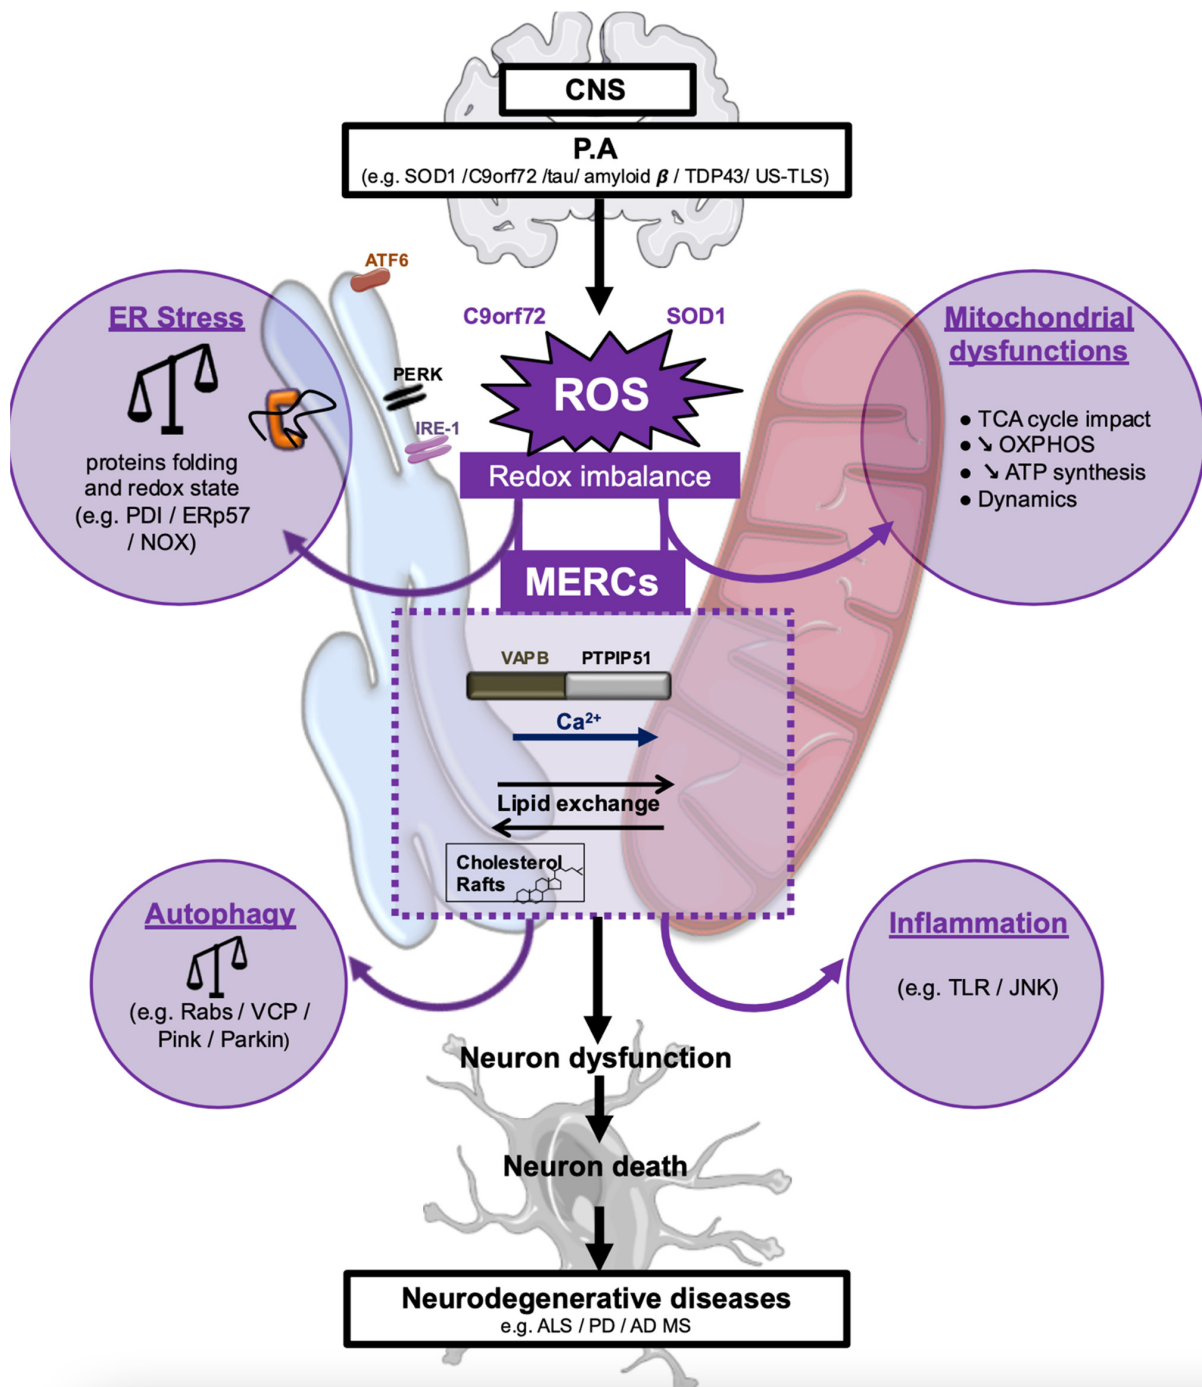 CNS
P.A
(e.g. SOD1 /C9orf72 /tau/ amyloid β / TDP43/ US-TLS)
ATF6
ER Stress
C9orf72
SOD1
Mitochondrial
dysfunctions
PERK
ROS
IRE-1
● TCA cycle impact
● ↘ OXPHOS
● ↘ ATP synthesis
● Dynamics
proteins folding
and redox state
(e.g. PDI / ERp57
/ NOX)
Redox imbalance
MERCs
VAPB
PTPIP51
Ca²⁺
Lipid exchange
Cholesterol
Rafts
Autophagy
(e.g. Rabs / VCP /
Pink / Parkin)
Inflammation
(e.g. TLR / JNK)
Neuron dysfunction
Neuron death
Neurodegenerative diseases
e.g. ALS / PD / AD MS